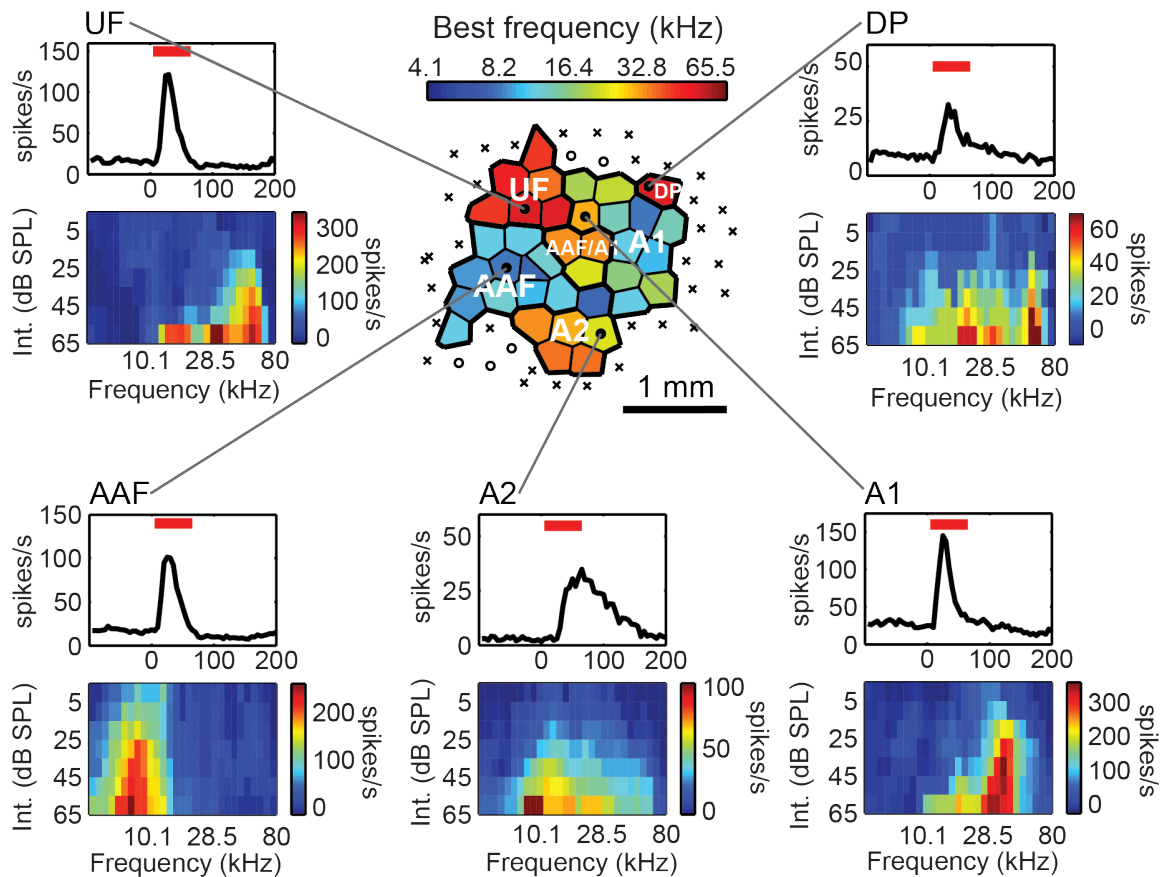 UF
150
100
50
0
spikes/s
0 200
5
25
45
65
Int. (dB SPL)
10.1 28.5 80
Frequency (kHz)
300
200
100
0
spikes/s
Best frequency (kHz)
4.1 8.2 16.4 32.8 65.5
UF
DP
AAF/A1
A1
AAF
A2
1 mm
DP
50
25
0
spikes/s
0 100 200
5
25
45
65
Int. (dB SPL)
10.1 28.5 80
Frequency (kHz)
60
40
20
0
spikes/s
AAF
150
100
50
0
spikes/s
0 100 200
5
25
45
65
Int. (dB SPL)
10.1 28.5 80
Frequency (kHz)
200
100
0
spikes/s
A2
50
25
0
spikes/s
0 100 200
5
25
45
65
Int. (dB SPL)
10.1 28.5 80
Frequency (kHz)
100
50
0
spikes/s
A1
150
100
50
0
spikes/s
0 100 200
5
25
45
65
Int. (dB SPL)
10.1 28.5 80
Frequency (kHz)
300
200
100
0
spikes/s